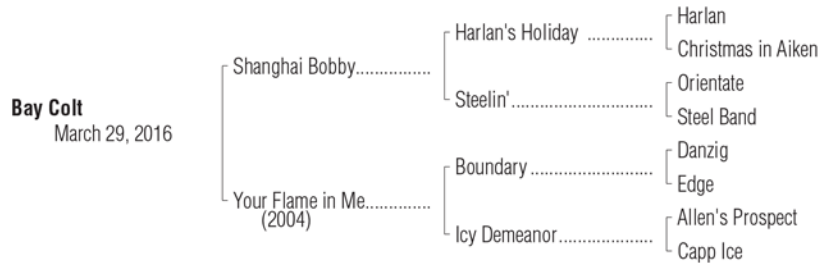 Harlan
Harlan's Holiday ..............
Christmas in Aiken
Shanghai Bobby................
Orientate
Steelin'..............................
Steel Band
Bay Colt
March 29, 2016
Danzig
Boundary ..........................
Edge
Your Flame in Me..............
(2004)
Allen's Prospect
Icy Demeanor....................
Capp Ice